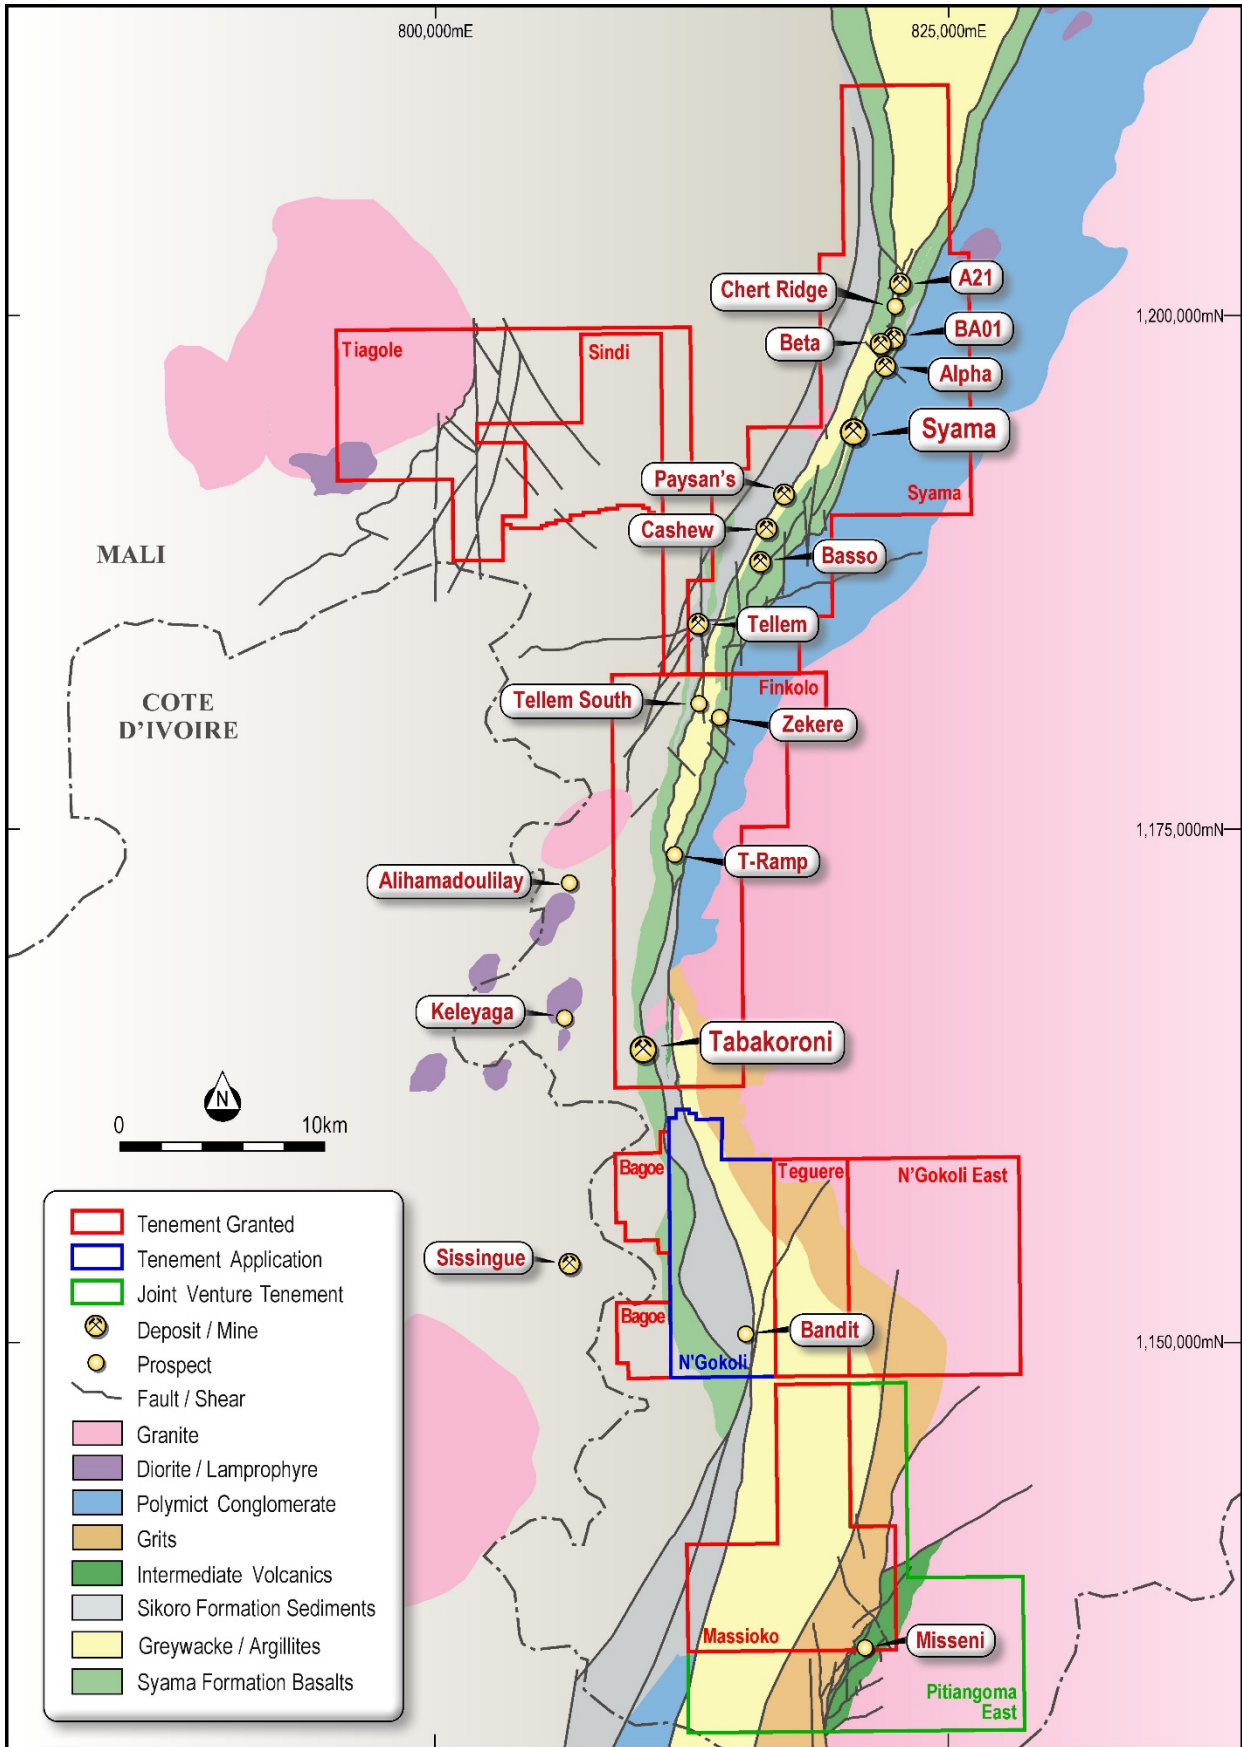 800,000mE
825,000mE
A21
Chert Ridge
1,200,000mN
BA01
Beta
Tiagole
Sindi
Alpha
Syama
Paysan's
Syama
Cashew
MALI
Basso
Tellem
Finkolo
Tellem South
COTE
D'IVOIRE
Zekere
1,175,000mN
T-Ramp
Alihamadoulilay
Keleyaga
Tabakoroni
N
0
10km
Bagoe
Teguere
N'Gokoli East
Sissingue
Bagoe
Bandit
1,150,000mN
N'Gokoli
Massioko
Misseni
Pitiangoma
East
Tenement Granted
Tenement Application
Joint Venture Tenement
Deposit / Mine
Prospect
Fault / Shear
Granite
Diorite / Lamprophyre
Polymict Conglomerate
Grits
Intermediate Volcanics
Sikoro Formation Sediments
Greywacke / Argillites
Syama Formation Basalts